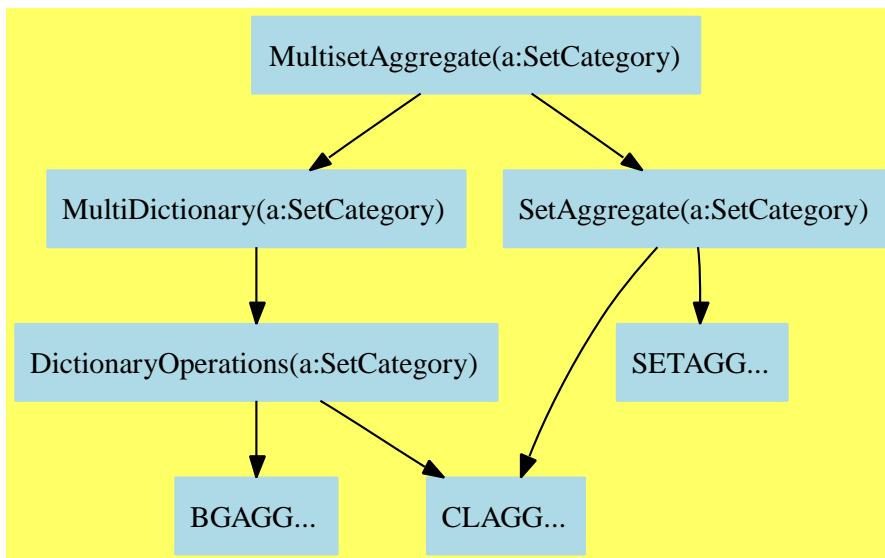 MultisetAggregate(a:SetCategory)
MultiDictionary(a:SetCategory)
SetAggregate(a:SetCategory)
DictionaryOperations(a:SetCategory)
SETAGG...
BGAGG...
CLAGG...